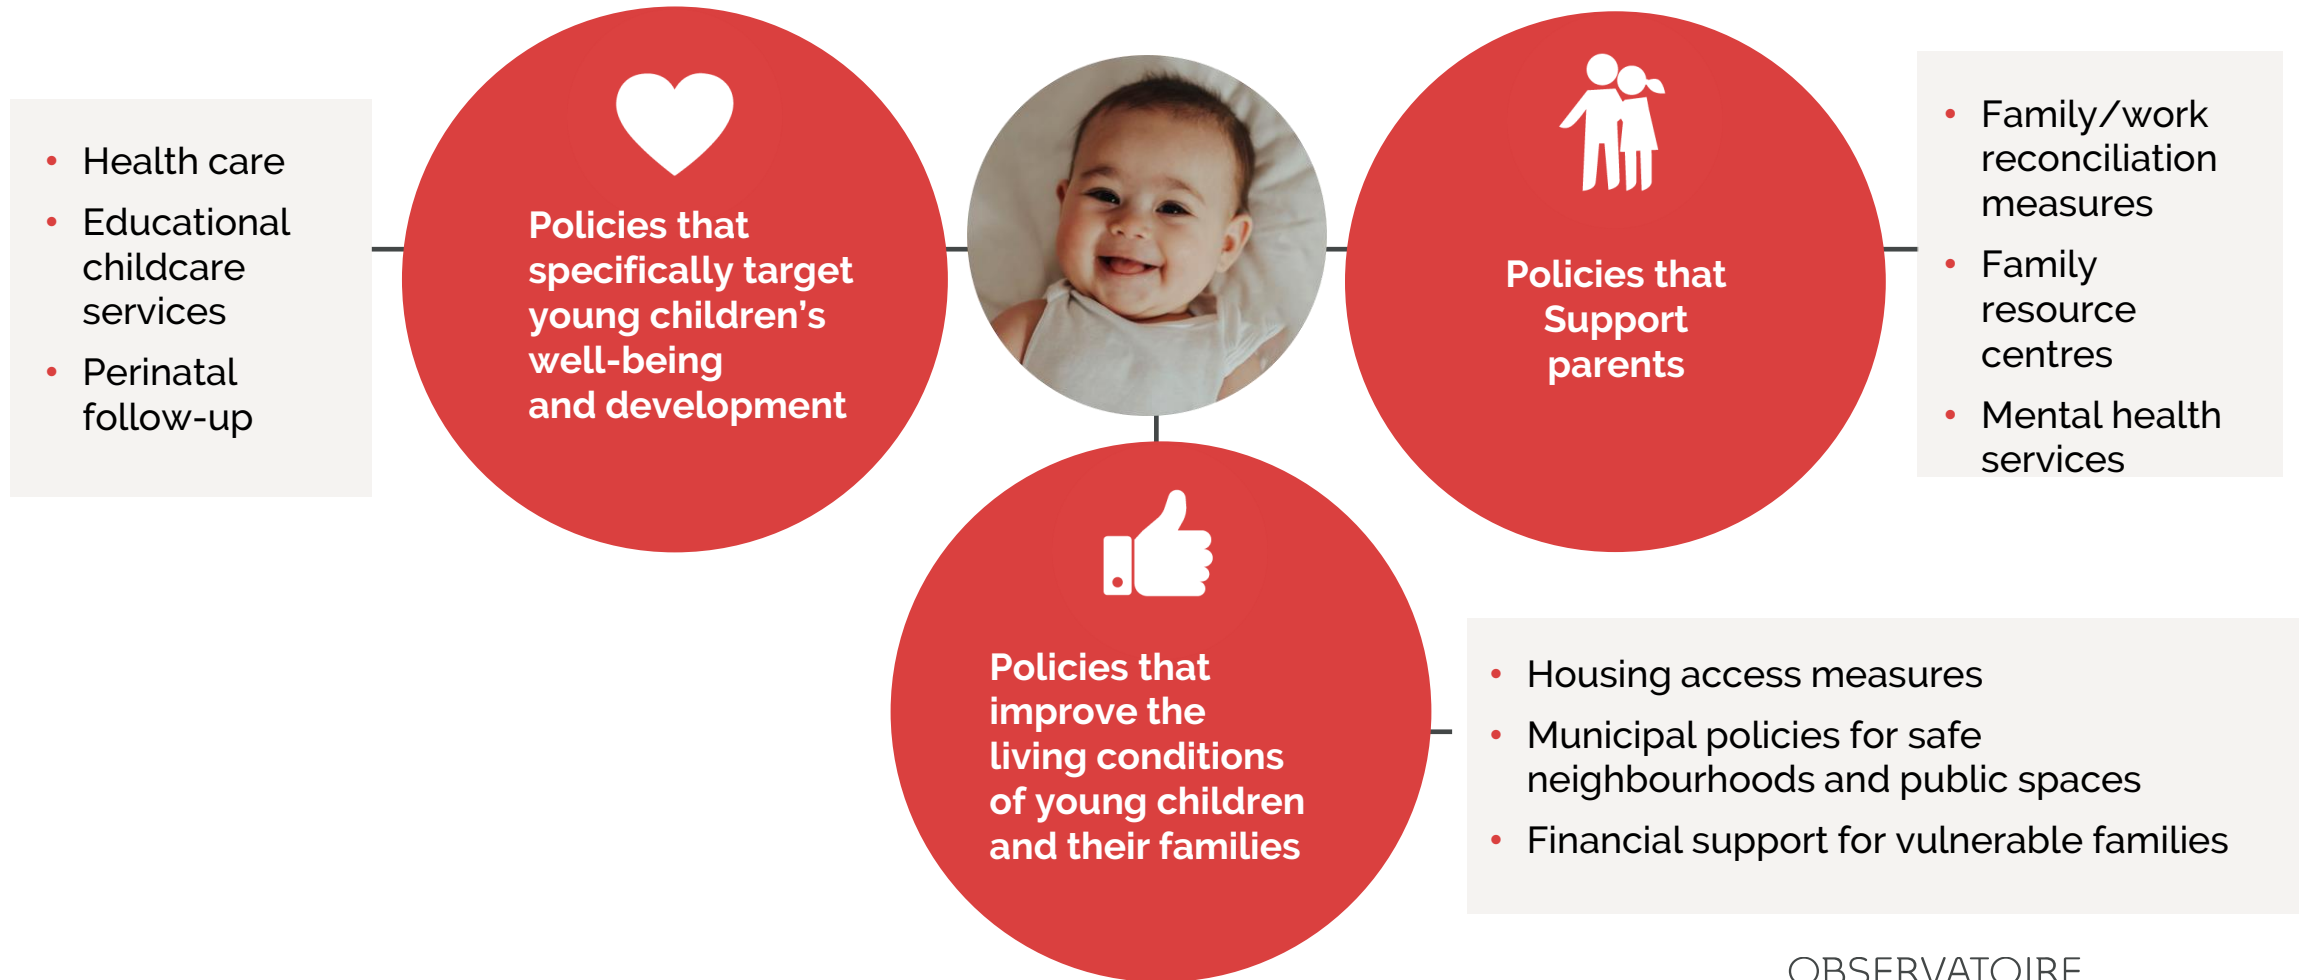 • Health care
• Educational
childcare
services
• Perinatal
follow-up
Policies that
specifically target
young children’s
well-being
and development
Policies that
Support
parents
• Family/work
reconciliation
measures
• Family
resource
centres
• Mental health
services
Policies that
improve the
living conditions
of young children
and their families
• Housing access measures
• Municipal policies for safe
neighbourhoods and public spaces
• Financial support for vulnerable families
OBSERVATOIRE